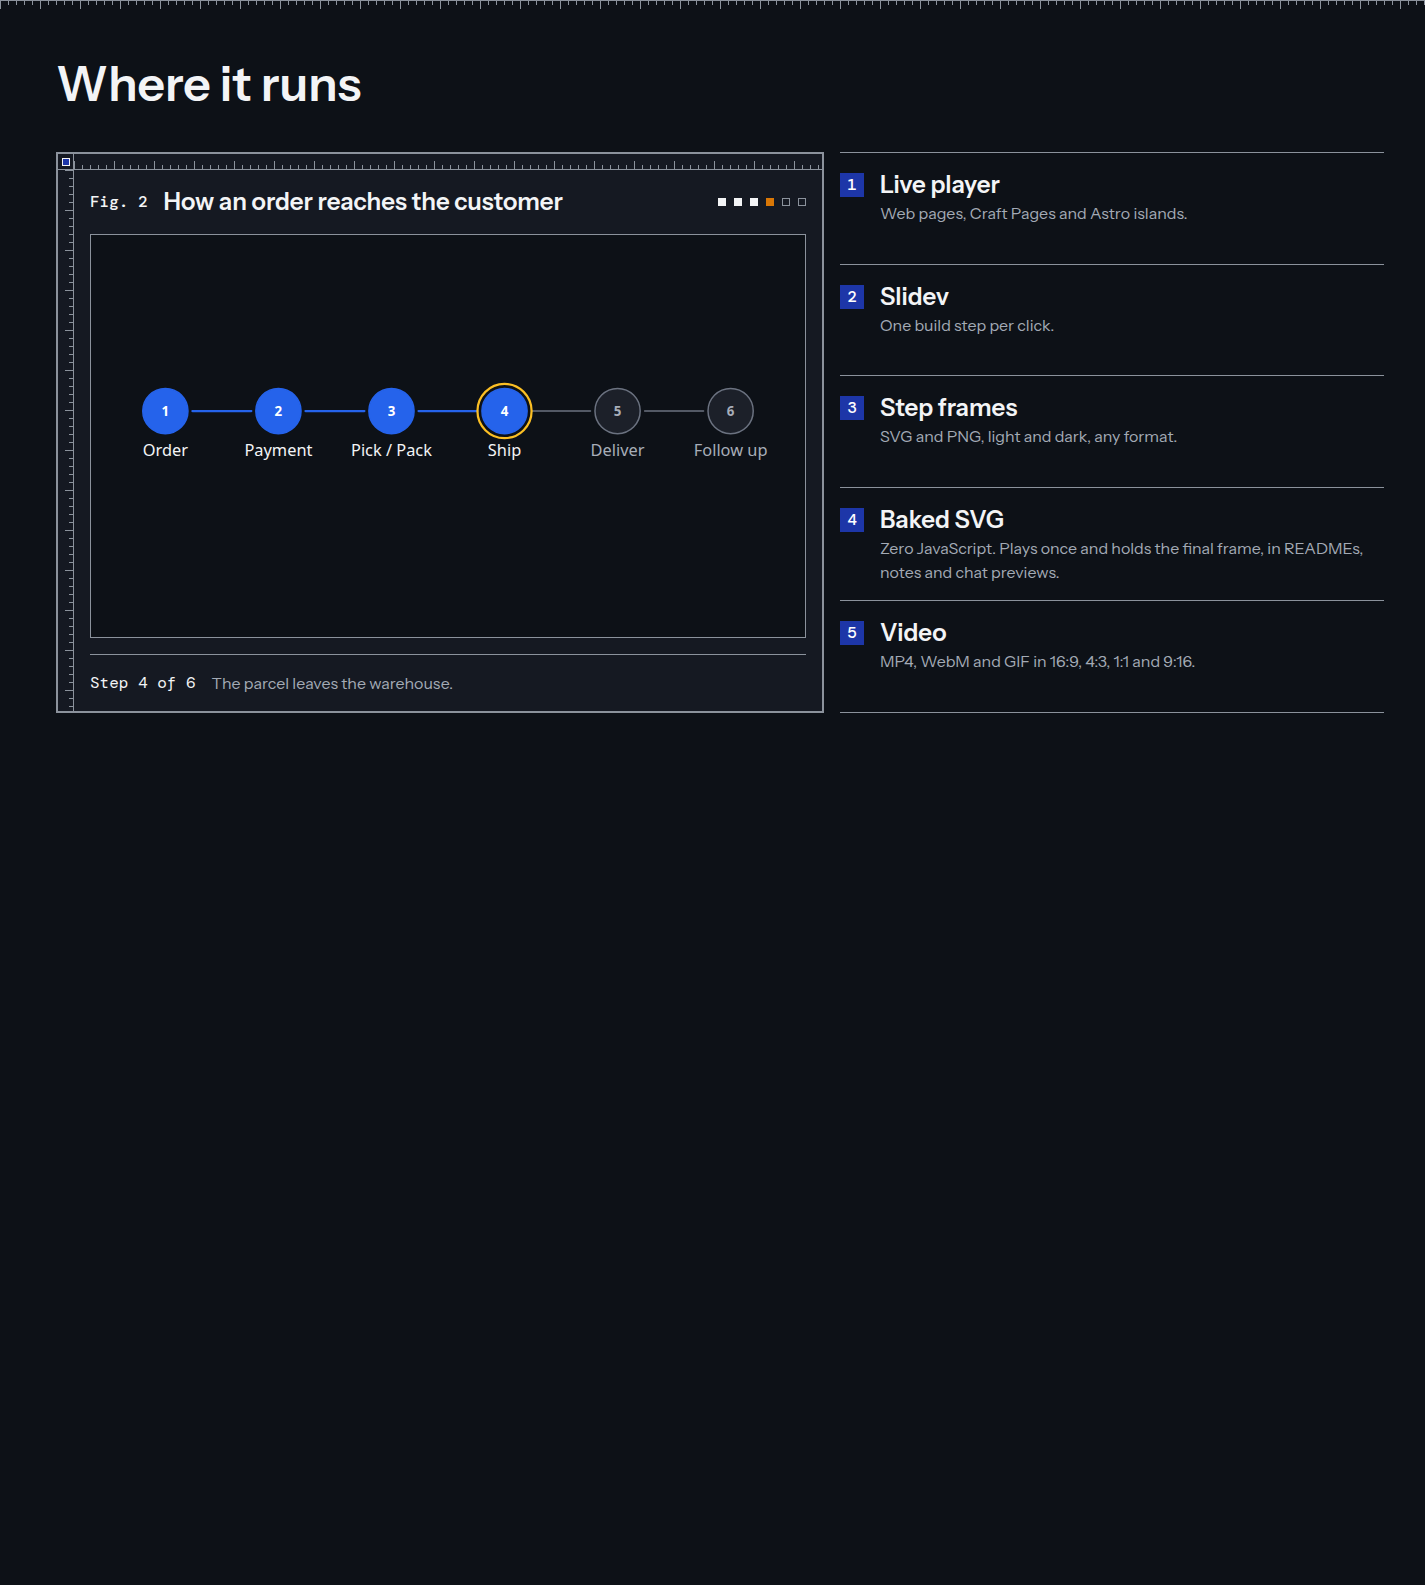 Where it runs
Fig. 2 How an order reaches the customer
1 2 3 4 5 6
Order Payment Pick / Pack Ship Deliver Follow up
Step 4 of 6 The parcel leaves the warehouse.
1 Live player
Web pages, Craft Pages and Astro islands.
2 Slidev
One build step per click.
3 Step frames
SVG and PNG, light and dark, any format.
4 Baked SVG
Zero JavaScript. Plays once and holds the final frame, in READMEs,
notes and chat previews.
5 Video
MP4, WebM and GIF in 16:9, 4:3, 1:1 and 9:16.